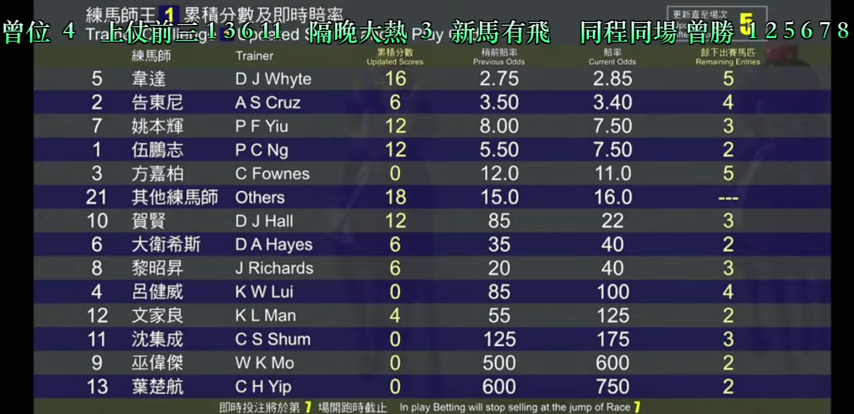 練馬師王 1 累積分數及即時賠率
更新直至場次 5
曾位 4 上仗前三 1 3 6 11 隔晚大熱 3 新馬有飛 同程同場 曾勝 1 2 5 6 7 8
練馬師 Trainer 累積分數 Updated Scores 稍前賠率 Previous Odds 賠率 Current Odds 餘下出賽馬匹 Remaining Entries
5 韋達 D J Whyte 16 2.75 2.85 5
2 告東尼 A S Cruz 6 3.50 3.40 4
7 姚本輝 P F Yiu 12 8.00 7.50 3
1 伍鵬志 P C Ng 12 5.50 7.50 2
3 方嘉柏 C Fownes 0 12.0 11.0 5
21 其他練馬師 Others 18 15.0 16.0 ---
10 賀賢 D J Hall 12 85 22 3
6 大衛希斯 D A Hayes 6 35 40 2
8 黎昭昇 J Richards 6 20 40 3
4 呂健威 K W Lui 0 85 100 4
12 文家良 K L Man 4 55 125 2
11 沈集成 C S Shum 0 125 175 3
9 巫偉傑 W K Mo 0 500 600 2
13 葉楚航 C H Yip 0 600 750 2
即時投注將於第 7 場開跑時截止 In play Betting will stop selling at the jump of Race 7